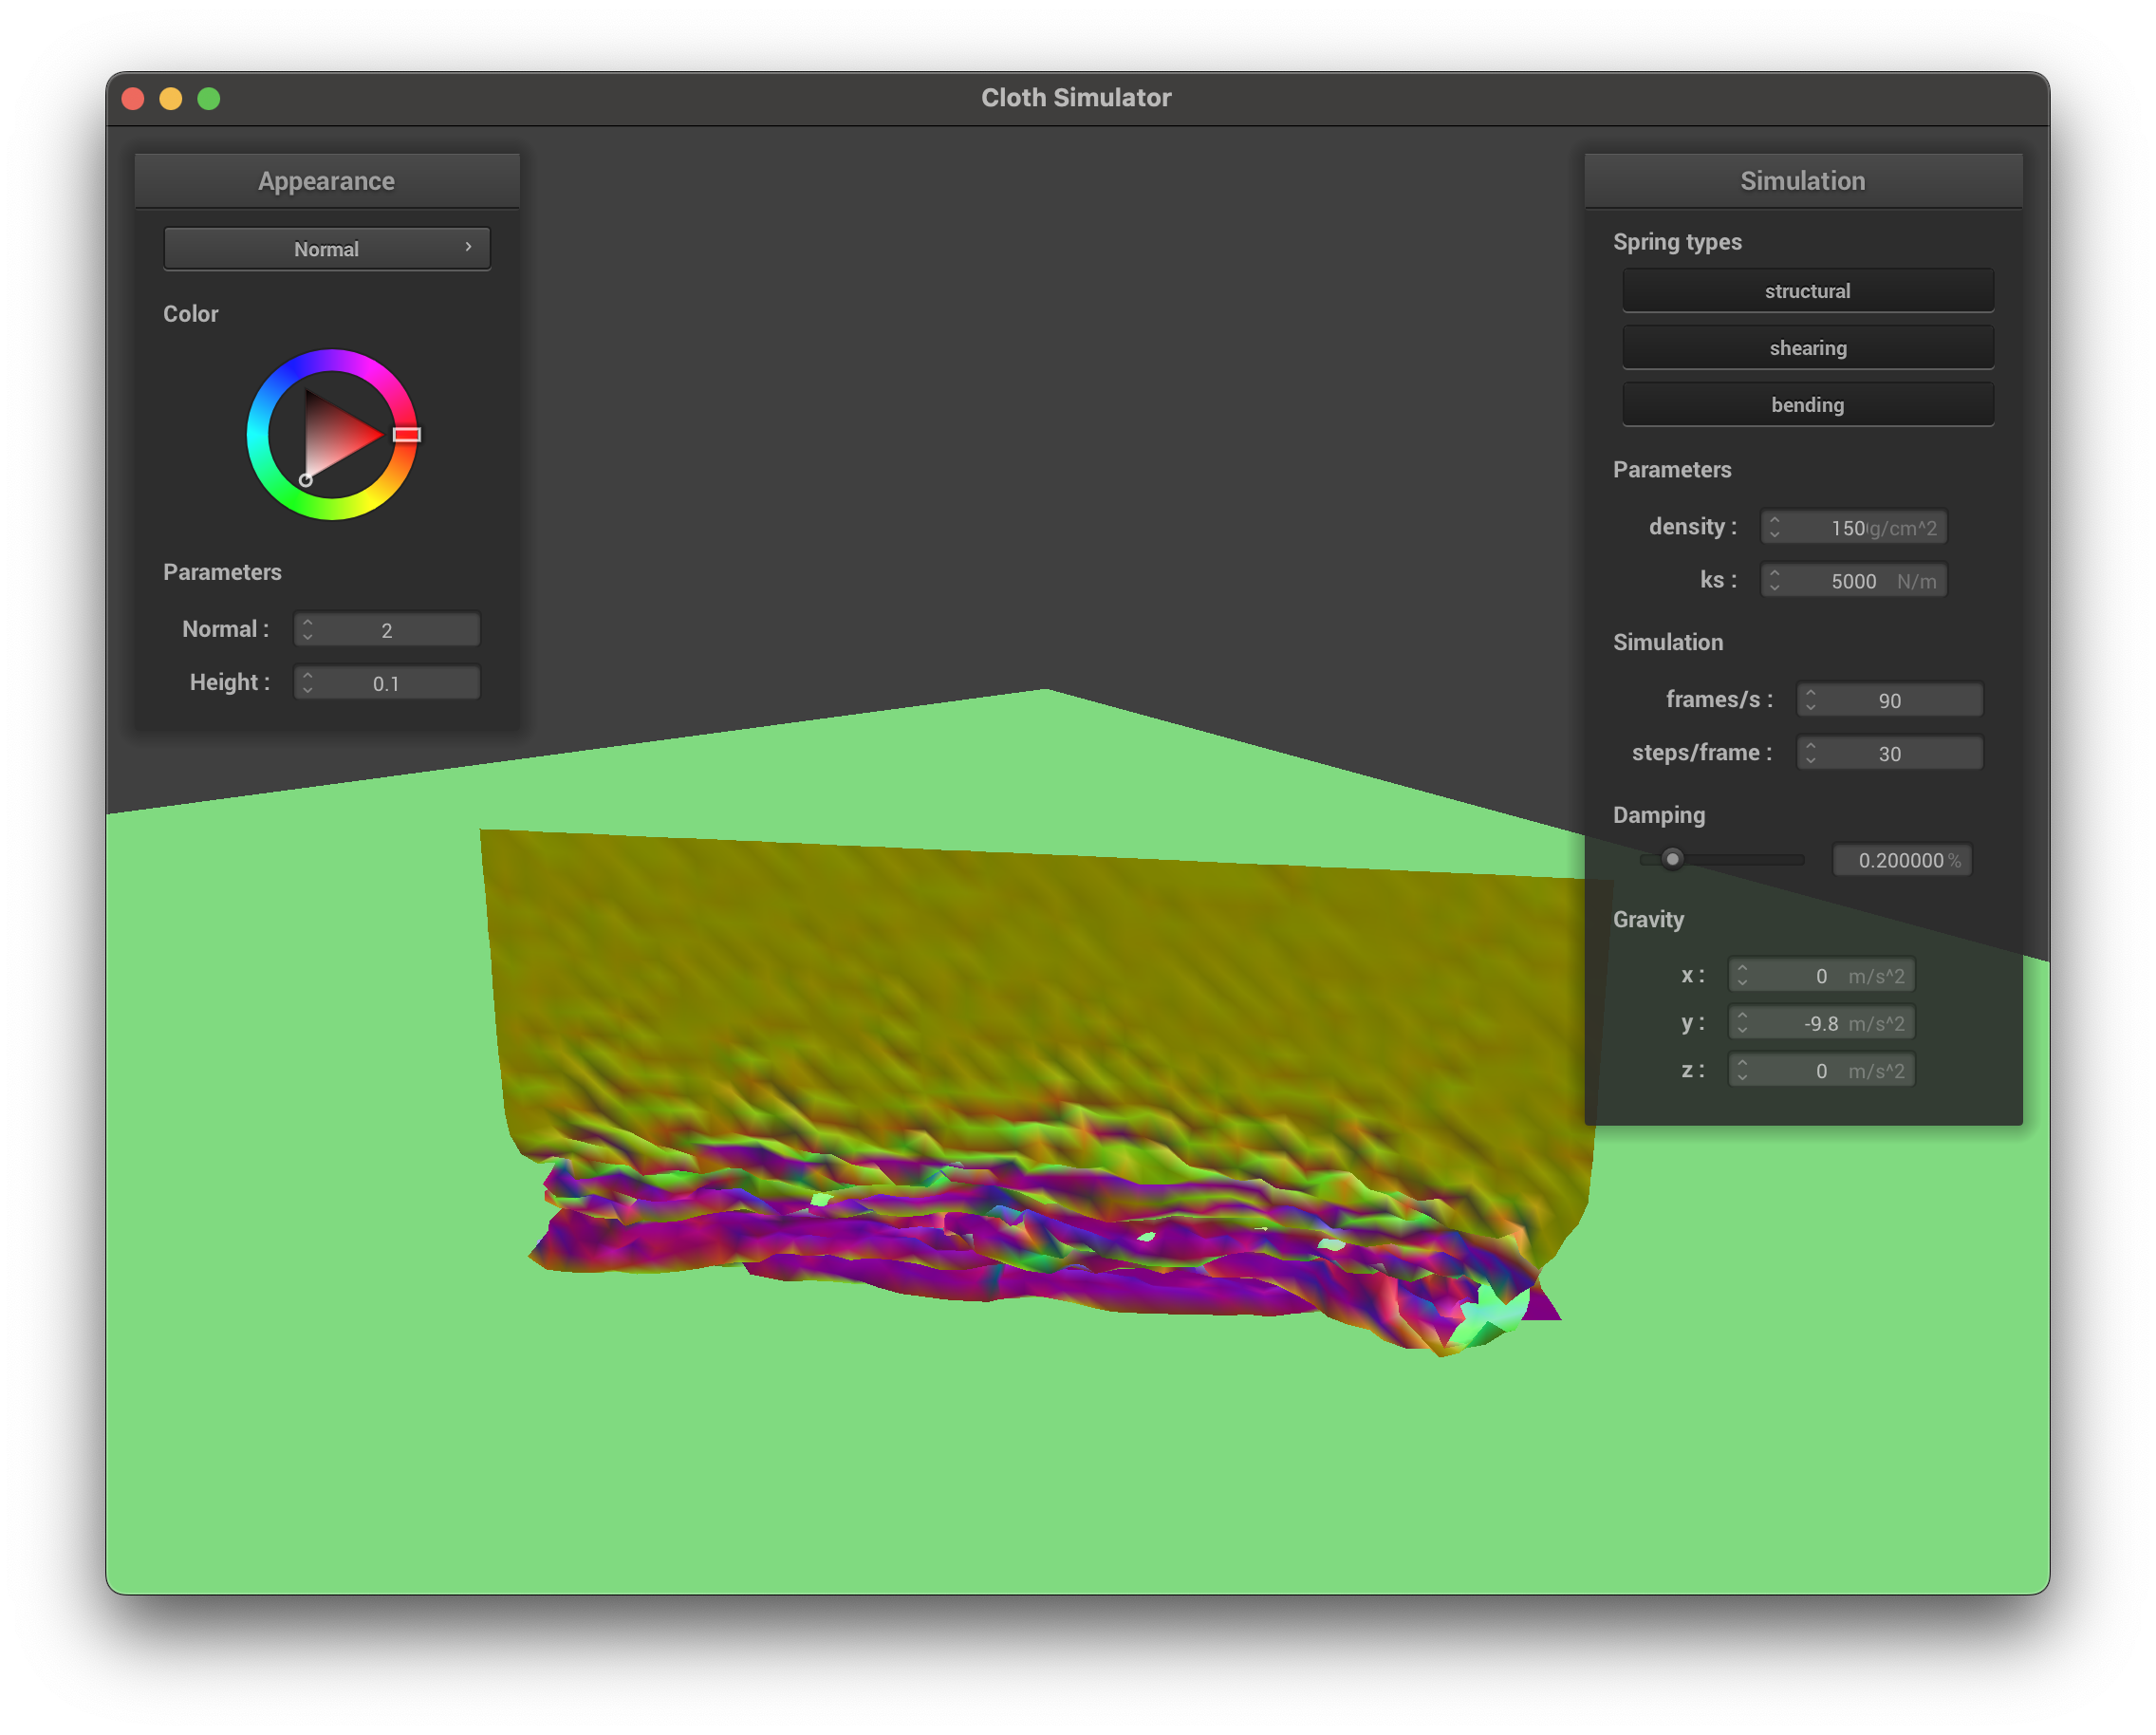 Cloth Simulator
Appearance
Normal
Color
Parameters
Normal : 2
Height : 0.1
Simulation
Spring types
structural
shearing
bending
Parameters
density : 150 g/cm^2
ks : 5000 N/m
Simulation
frames/s : 90
steps/frame : 30
Damping
0.200000 %
Gravity
x : 0 m/s^2
y : -9.8 m/s^2
z : 0 m/s^2